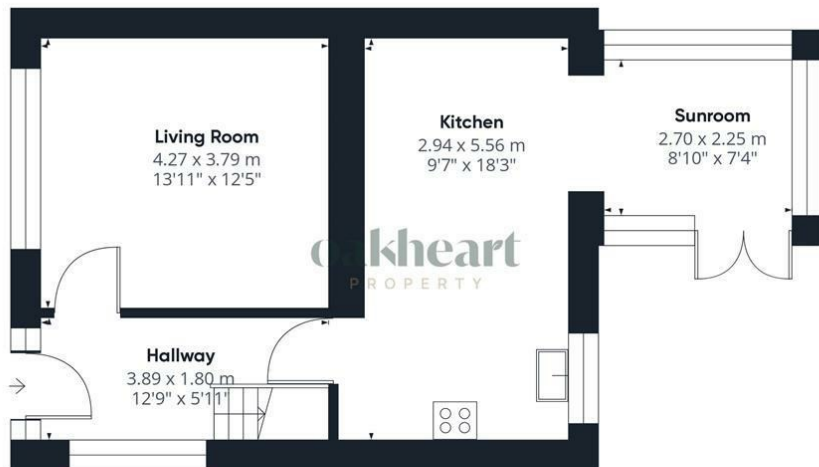 Living Room
4.27 x 3.79 m
13'11" x 12'5"
Kitchen
2.94 x 5.56 m
9'7" x 18'3"
Sunroom
2.70 x 2.25 m
8'10" x 7'4"
oakheart
PROPERTY
Hallway
3.89 x 1.80 m
12'9" x 5'11"